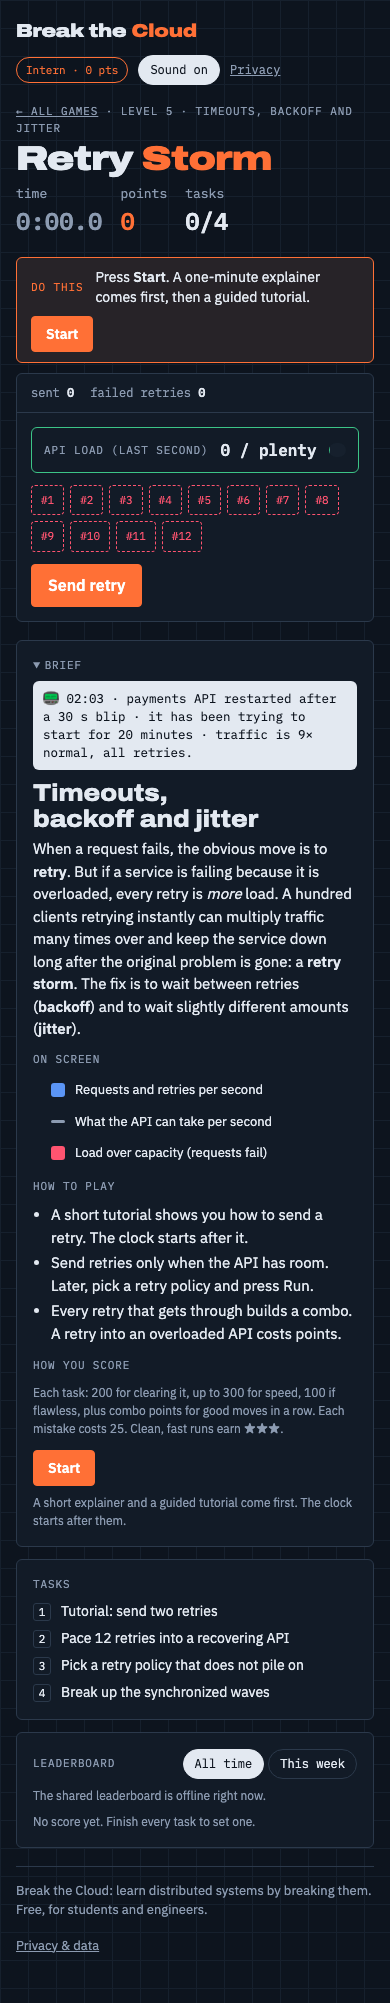 Break the Cloud
Intern · 0 pts
Sound on
Privacy
← ALL GAMES · LEVEL 5 · TIMEOUTS, BACKOFF AND
JITTER
Retry Storm
time points tasks
0:00.0 0 0/4
DO THIS
Press Start. A one-minute explainer
comes first, then a guided tutorial.
Start
sent 0 failed retries 0
API LOAD (LAST SECOND) 0 / plenty
#1 #2 #3 #4 #5 #6 #7 #8
#9 #10 #11 #12
Send retry
▼ BRIEF
02:03 · payments API restarted after
a 30 s blip · it has been trying to
start for 20 minutes · traffic is 9×
normal, all retries.
Timeouts,
backoff and jitter
When a request fails, the obvious move is to
retry. But if a service is failing because it is
overloaded, every retry is more load. A hundred
clients retrying instantly can multiply traffic
many times over and keep the service down
long after the original problem is gone: a retry
storm. The fix is to wait between retries
(backoff) and to wait slightly different amounts
(jitter).
ON SCREEN
Requests and retries per second
What the API can take per second
Load over capacity (requests fail)
HOW TO PLAY
• A short tutorial shows you how to send a
retry. The clock starts after it.
• Send retries only when the API has room.
Later, pick a retry policy and press Run.
• Every retry that gets through builds a combo.
A retry into an overloaded API costs points.
HOW YOU SCORE
Each task: 200 for clearing it, up to 300 for speed, 100 if
flawless, plus combo points for good moves in a row. Each
mistake costs 25. Clean, fast runs earn ★★★.
Start
A short explainer and a guided tutorial come first. The clock
starts after them.
TASKS
1 Tutorial: send two retries
2 Pace 12 retries into a recovering API
3 Pick a retry policy that does not pile on
4 Break up the synchronized waves
LEADERBOARD
All time
This week
The shared leaderboard is offline right now.
No score yet. Finish every task to set one.
Break the Cloud: learn distributed systems by breaking them.
Free, for students and engineers.
Privacy & data